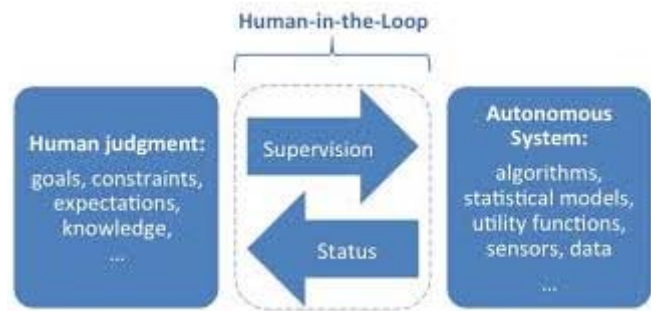 Human-in-the-Loop
Human judgment:
goals, constraints,
expectations,
knowledge,
...
Supervision
Status
Autonomous
System:
algorithms,
statistical models,
utility functions,
sensors, data
...